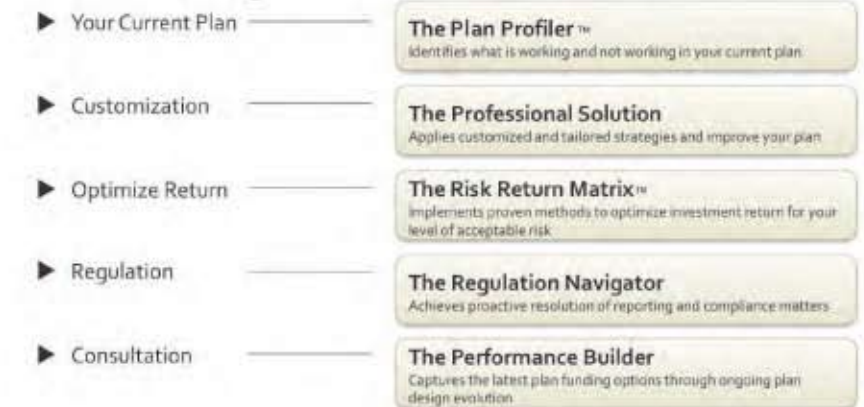 Your Current Plan
The Plan Profiler™
Identifies what is working and not working in your current plan
Customization
The Professional Solution
Applies customized and tailored strategies and improve your plan
Optimize Return
The Risk Return Matrix™
Implements proven methods to optimize investment return for your
level of acceptable risk
Regulation
The Regulation Navigator
Achieves proactive resolution of reporting and compliance matters
Consultation
The Performance Builder
Captures the latest plan funding options through ongoing plan
design evolution